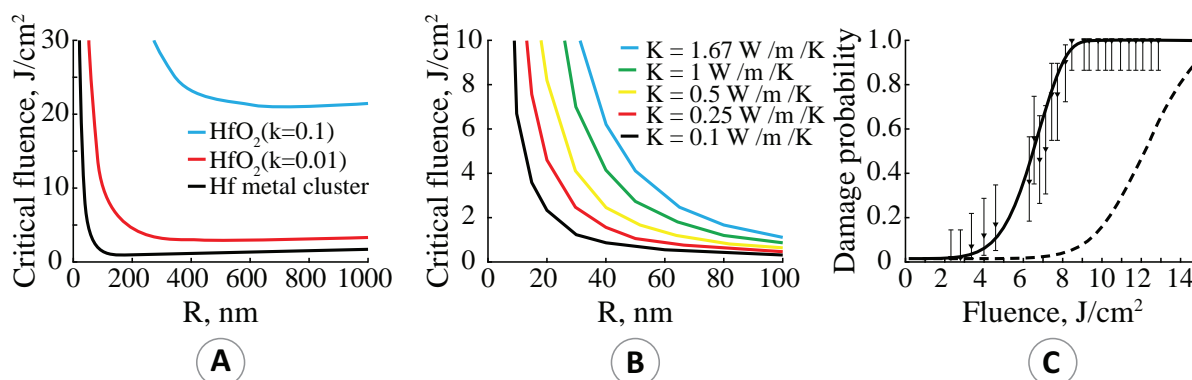 Critical fluence, J/cm²
30
20
10
0
HfO₂(k=0.1)
HfO₂(k=0.01)
Hf metal cluster
0 200 400 600 800 1000
R, nm
A
Critical fluence, J/cm²
10
8
6
4
2
0
K = 1.67 W /m /K
K = 1 W /m /K
K = 0.5 W /m /K
K = 0.25 W /m /K
K = 0.1 W /m /K
0 20 40 60 80 100
R, nm
B
Damage probability
1.0
0.8
0.6
0.4
0.2
0
0 2 4 6 8 10 12 14
Fluence, J/cm²
C